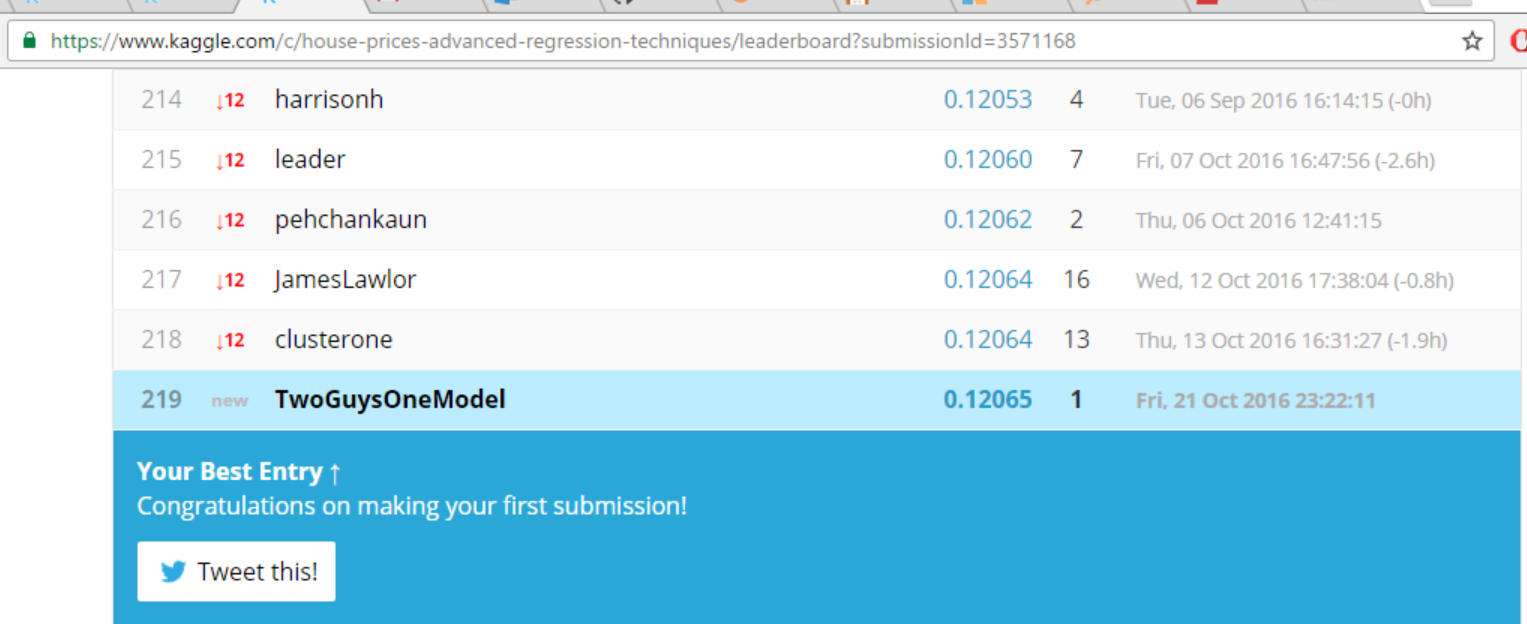 https://www.kaggle.com/c/house-prices-advanced-regression-techniques/leaderboard?submissionId=3571168
214 ↓12 harrisonh 0.12053 4 Tue, 06 Sep 2016 16:14:15 (-0h)
215 ↓12 leader 0.12060 7 Fri, 07 Oct 2016 16:47:56 (-2.6h)
216 ↓12 pehchankaun 0.12062 2 Thu, 06 Oct 2016 12:41:15
217 ↓12 JamesLawlor 0.12064 16 Wed, 12 Oct 2016 17:38:04 (-0.8h)
218 ↓12 clusterone 0.12064 13 Thu, 13 Oct 2016 16:31:27 (-1.9h)
219 new TwoGuysOneModel 0.12065 1 Fri, 21 Oct 2016 23:22:11
Your Best Entry ↑
Congratulations on making your first submission!
Tweet this!